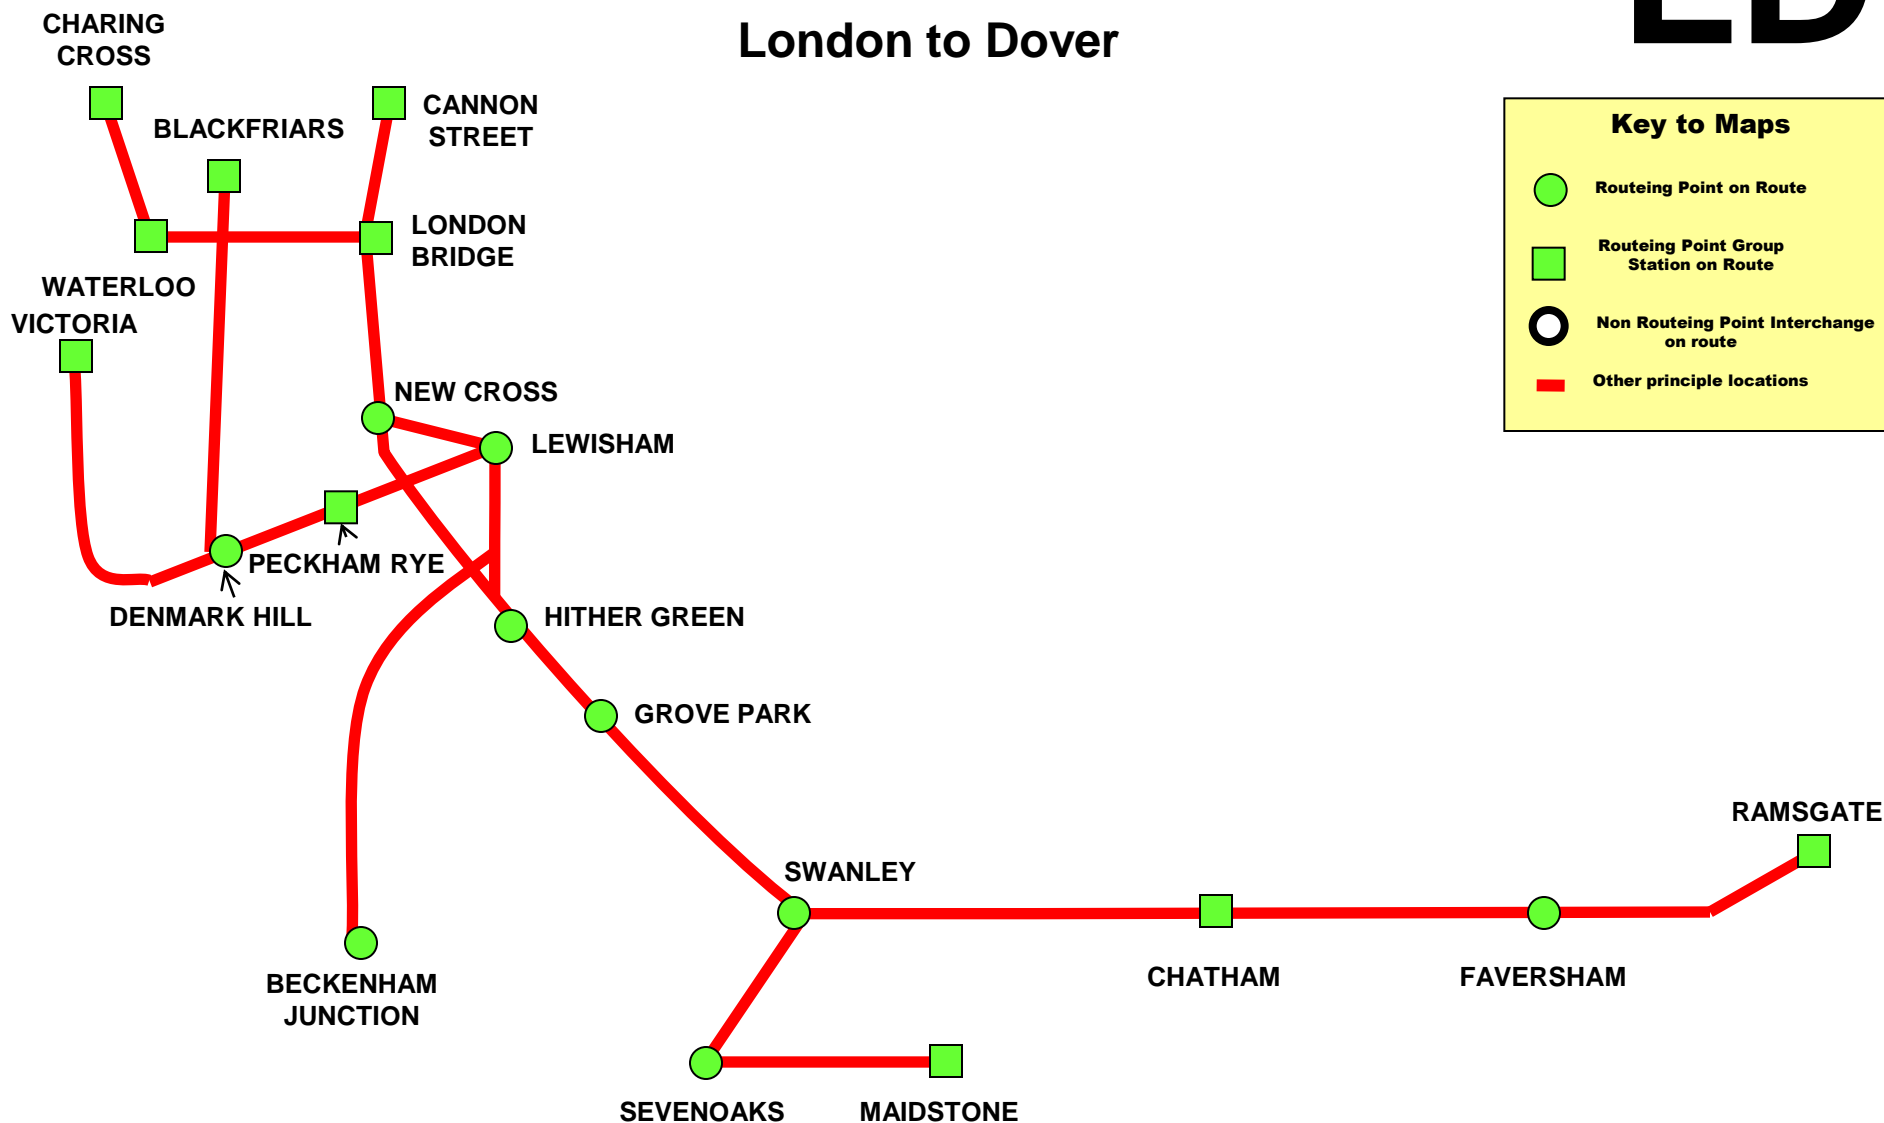 London to Dover
LD
CHARING
CROSS
BLACKFRIARS
CANNON
STREET
LONDON
BRIDGE
WATERLOO
VICTORIA
NEW CROSS
LEWISHAM
PECKHAM RYE
DENMARK HILL
HITHER GREEN
GROVE PARK
RAMSGATE
SWANLEY
CHATHAM
FAVERSHAM
BECKENHAM
JUNCTION
SEVENOAKS
MAIDSTONE
Key to Maps
Routeing Point on Route
Routeing Point Group
Station on Route
Non Routeing Point Interchange
on route
Other principle locations